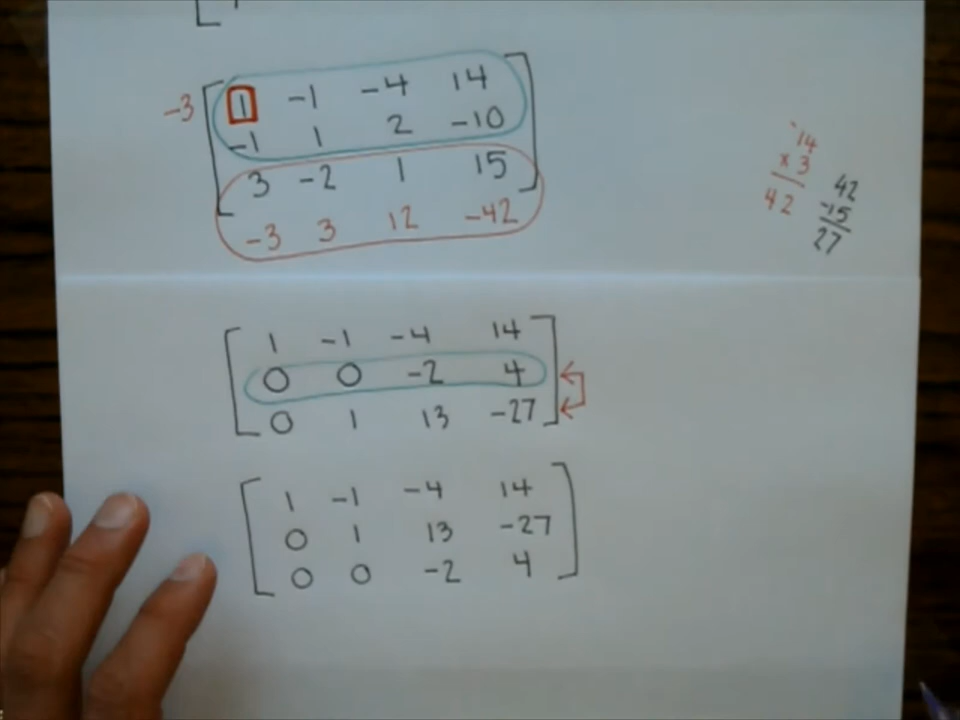 -3 1 -1 -4 14
-1 1 2 -10
3 -2 1 15
-3 3 12 -42
14
x 3
42
42
-15
27
1 -1 -4 14
0 0 -2 4
0 1 13 -27
1 -1 -4 14
0 1 13 -27
0 0 -2 4